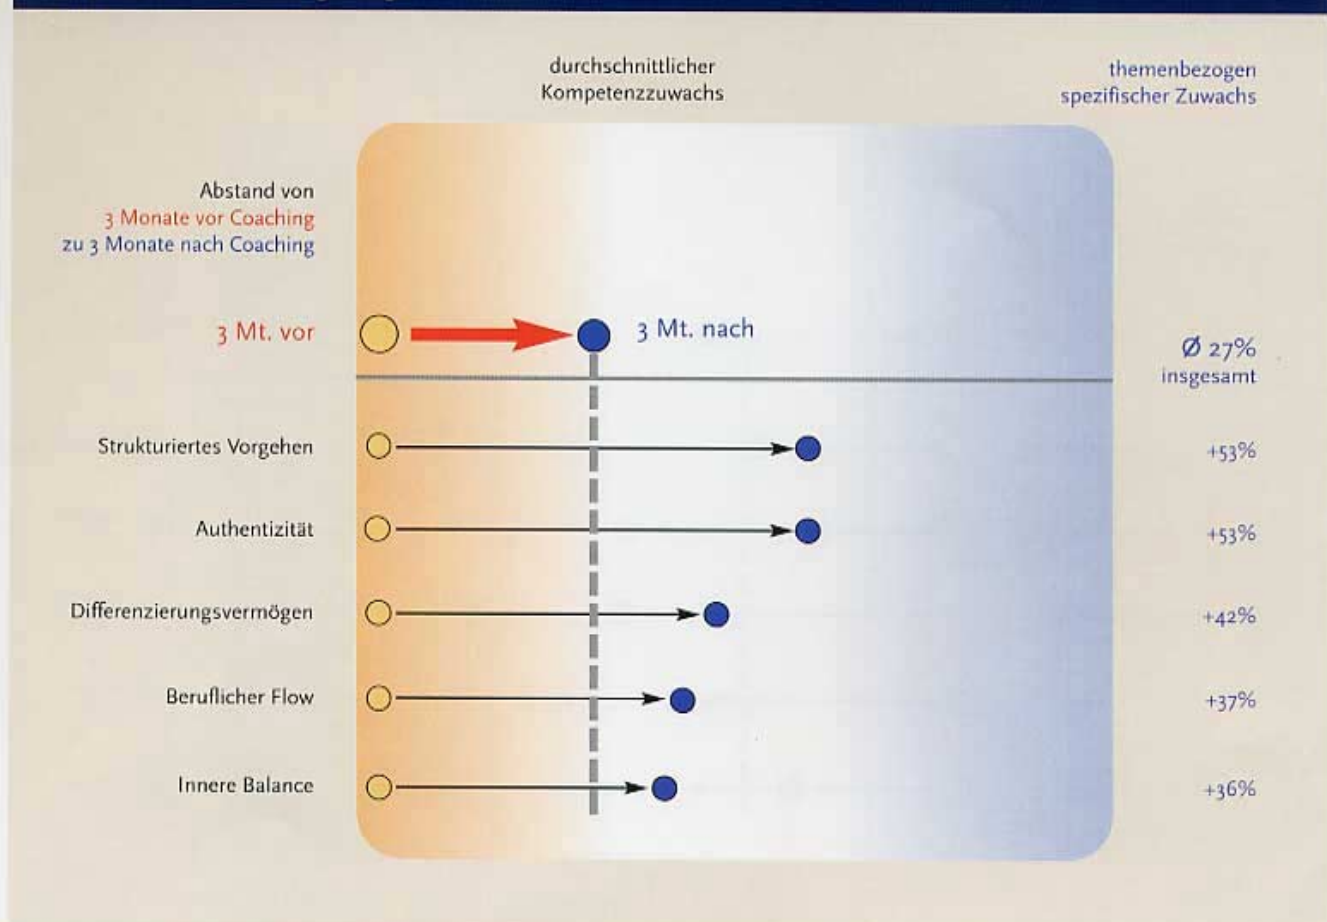 durchschnittlicher
Kompetenzzuwachs
themenbezogen
spezifischer Zuwachs
Abstand von
3 Monate vor Coaching
zu 3 Monate nach Coaching
3 Mt. vor
3 Mt. nach
Ø 27%
insgesamt
Strukturiertes Vorgehen
+53%
Authentizität
+53%
Differenzierungsvermögen
+42%
Beruflicher Flow
+37%
Innere Balance
+36%